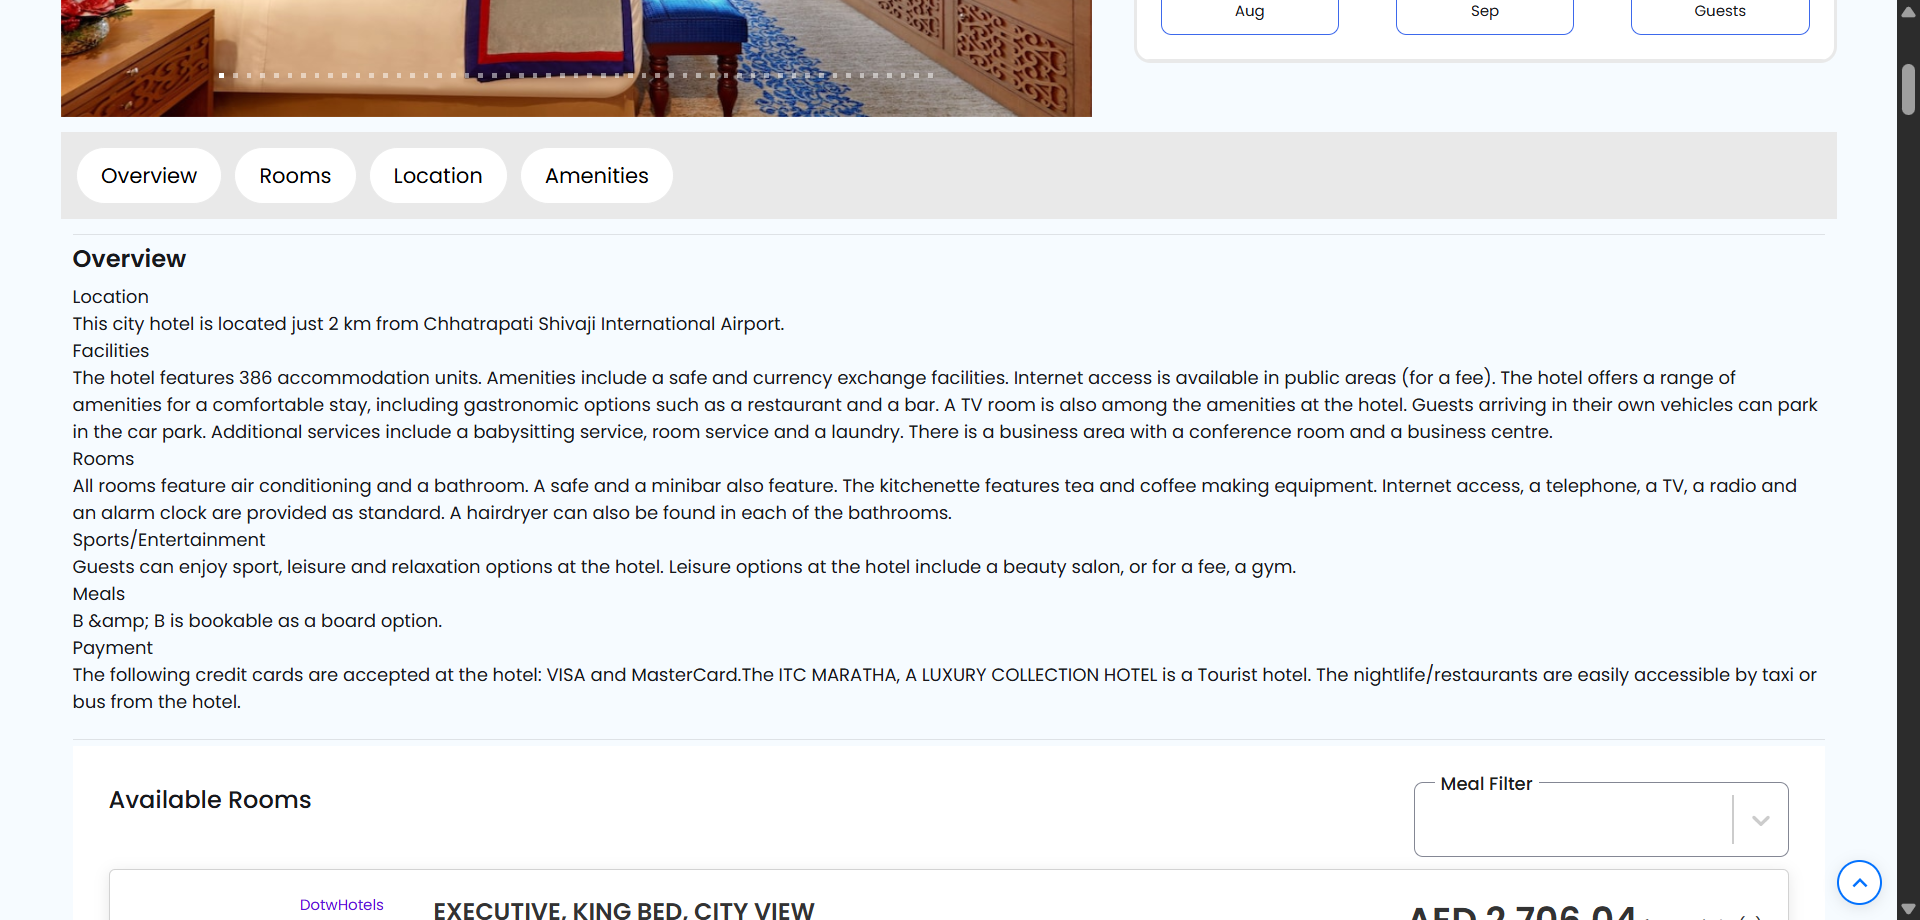 Aug
Sep
Guests
Overview
Rooms
Location
Amenities
Overview
Location
This city hotel is located just 2 km from Chhatrapati Shivaji International Airport.
Facilities
The hotel features 386 accommodation units. Amenities include a safe and currency exchange facilities. Internet access is available in public areas (for a fee). The hotel offers a range of
amenities for a comfortable stay, including gastronomic options such as a restaurant and a bar. A TV room is also among the amenities at the hotel. Guests arriving in their own vehicles can park
in the car park. Additional services include a babysitting service, room service and a laundry. There is a business area with a conference room and a business centre.
Rooms
All rooms feature air conditioning and a bathroom. A safe and a minibar also feature. The kitchenette features tea and coffee making equipment. Internet access, a telephone, a TV, a radio and
an alarm clock are provided as standard. A hairdryer can also be found in each of the bathrooms.
Sports/Entertainment
Guests can enjoy sport, leisure and relaxation options at the hotel. Leisure options at the hotel include a beauty salon, or for a fee, a gym.
Meals
B &amp; B is bookable as a board option.
Payment
The following credit cards are accepted at the hotel: VISA and MasterCard.The ITC MARATHA, A LUXURY COLLECTION HOTEL is a Tourist hotel. The nightlife/restaurants are easily accessible by taxi or
bus from the hotel.
Available Rooms
Meal Filter
DotwHotels
EXECUTIVE, KING BED, CITY VIEW
AED 2,706.04